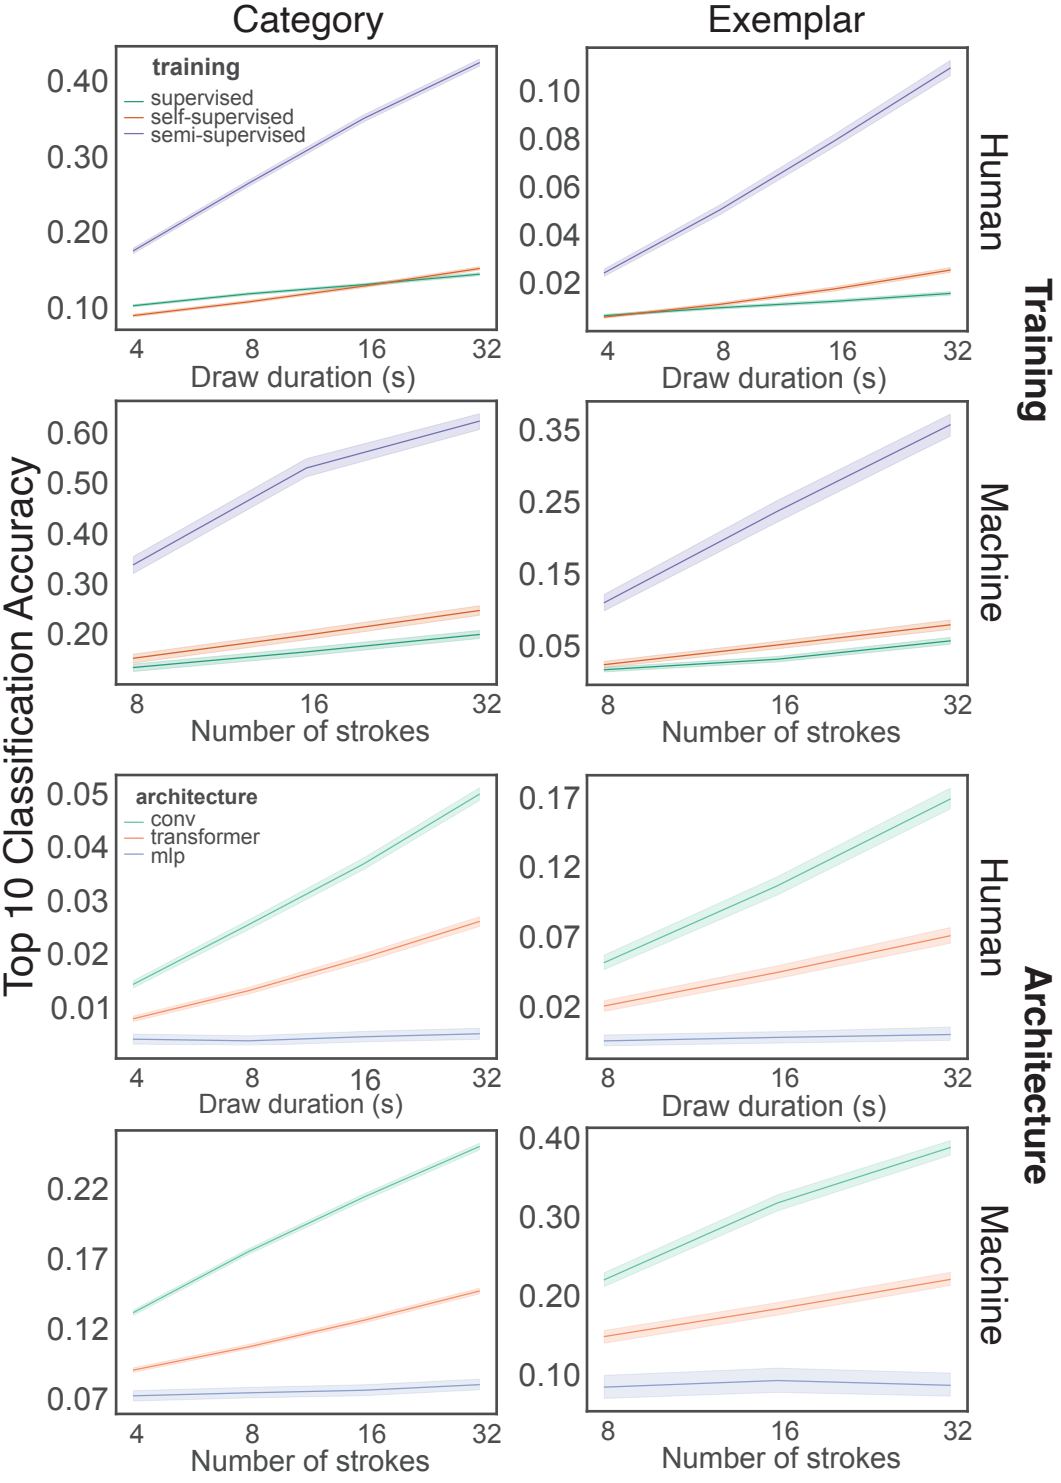 Category
Exemplar
training
supervised
self-supervised
semi-supervised
0.40
0.30
0.20
0.10
4 8 16 32
Draw duration (s)
0.10
0.08
0.06
0.04
0.02
4 8 16 32
Draw duration (s)
Human
Training
0.60
0.50
0.40
0.30
0.20
8 16 32
Number of strokes
0.35
0.25
0.15
0.05
8 16 32
Number of strokes
Machine
Top 10 Classification Accuracy
architecture
conv
transformer
mlp
0.05
0.04
0.03
0.02
0.01
4 8 16 32
Draw duration (s)
0.17
0.12
0.07
0.02
8 16 32
Draw duration (s)
Human
Architecture
0.22
0.17
0.12
0.07
4 8 16 32
Number of strokes
0.40
0.30
0.20
0.10
8 16 32
Number of strokes
Machine